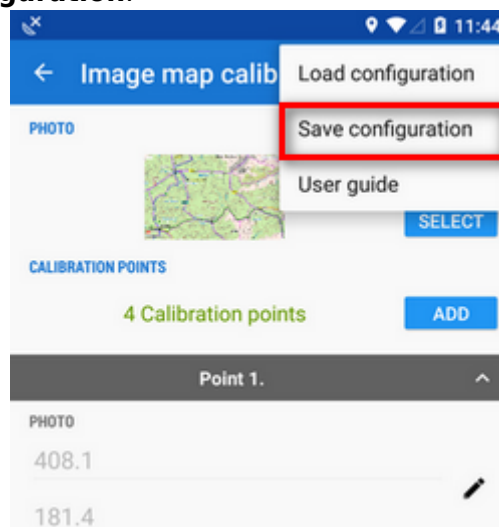 guration.
11:44
Image map calib
Load configuration
Save configuration
User guide
PHOTO
SELECT
CALIBRATION POINTS
4 Calibration points
ADD
Point 1.
PHOTO
408.1
181.4